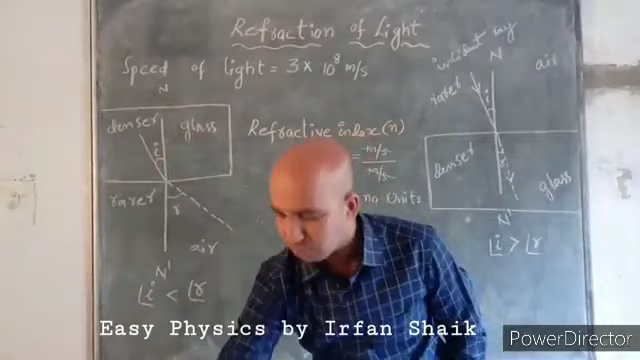 Refraction of Light
Speed of light = 3 × 10⁸ m/s
N
denser glass
i
rarer
r
air
N'
∠i < ∠r
Refractive index (n)
= m/s
m/s
no Units
incident ray
N
air
rarer
i
denser
r
glass
N'
∠i > ∠r
Easy Physics by Irfan Shaik
PowerDirector